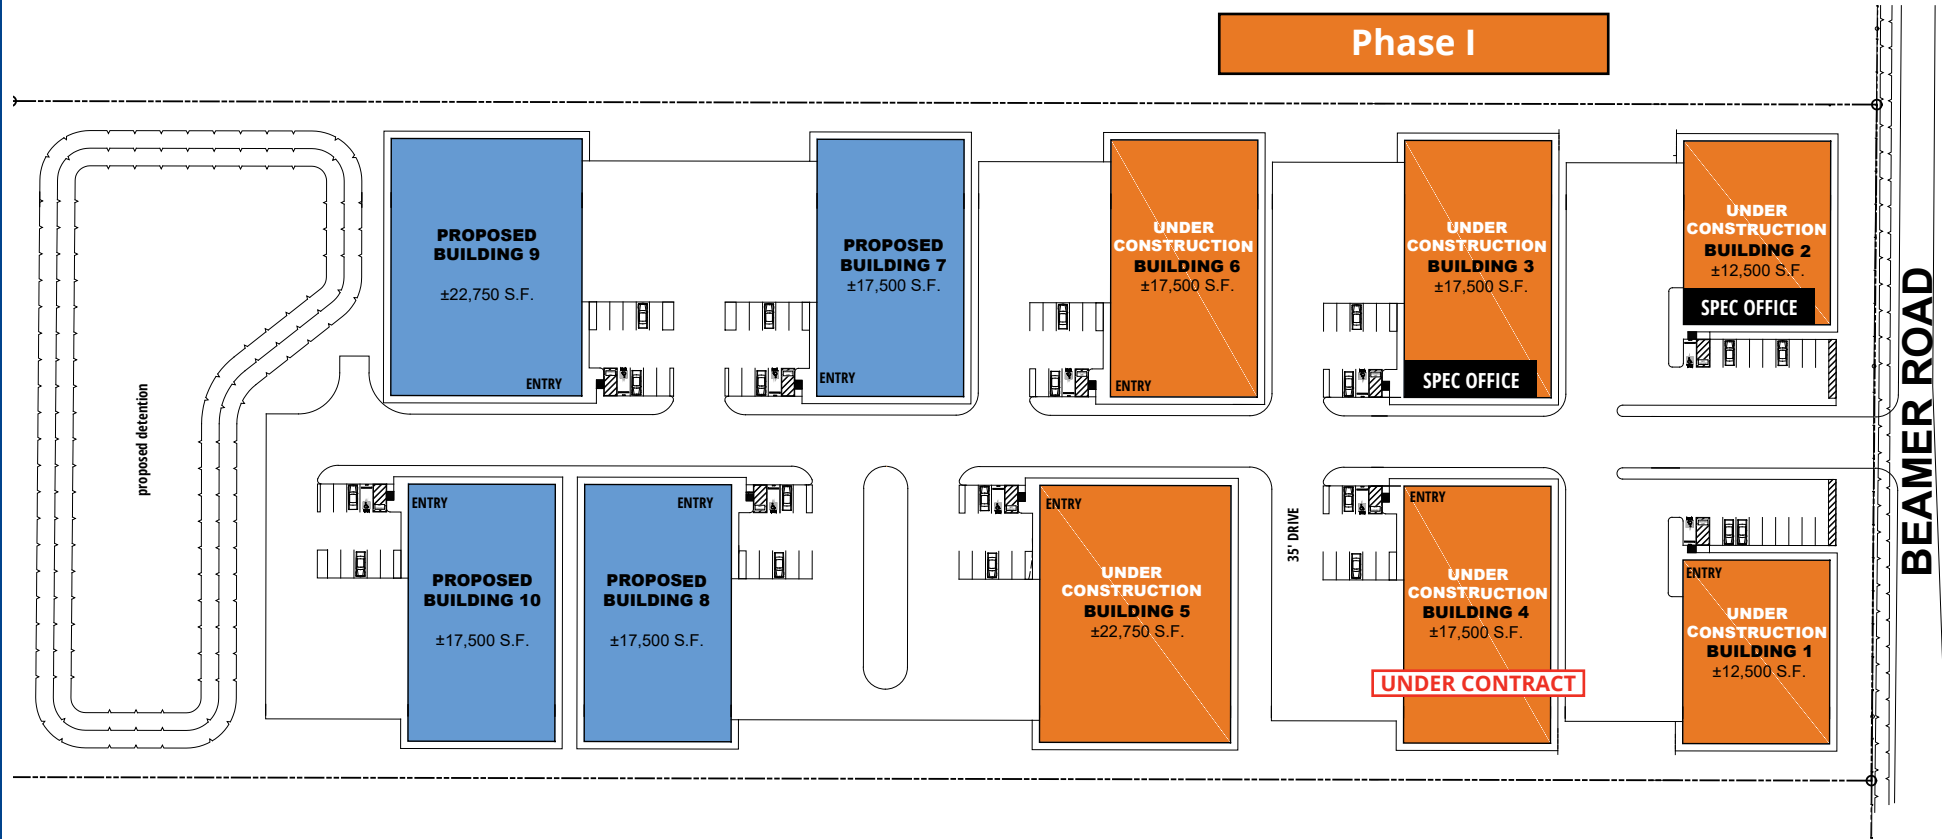 Phase I
PROPOSED
BUILDING 9
±22,750 S.F.
ENTRY
PROPOSED
BUILDING 7
±17,500 S.F.
ENTRY
UNDER
CONSTRUCTION
BUILDING 6
±17,500 S.F.
ENTRY
UNDER
CONSTRUCTION
BUILDING 3
±17,500 S.F.
SPEC OFFICE
UNDER
CONSTRUCTION
BUILDING 2
±12,500 S.F.
SPEC OFFICE
BEAMER ROAD
proposed detention
ENTRY
PROPOSED
BUILDING 10
±17,500 S.F.
ENTRY
PROPOSED
BUILDING 8
±17,500 S.F.
ENTRY
UNDER
CONSTRUCTION
BUILDING 5
±22,750 S.F.
35' DRIVE
ENTRY
UNDER
CONSTRUCTION
BUILDING 4
±17,500 S.F.
UNDER CONTRACT
ENTRY
UNDER
CONSTRUCTION
BUILDING 1
±12,500 S.F.